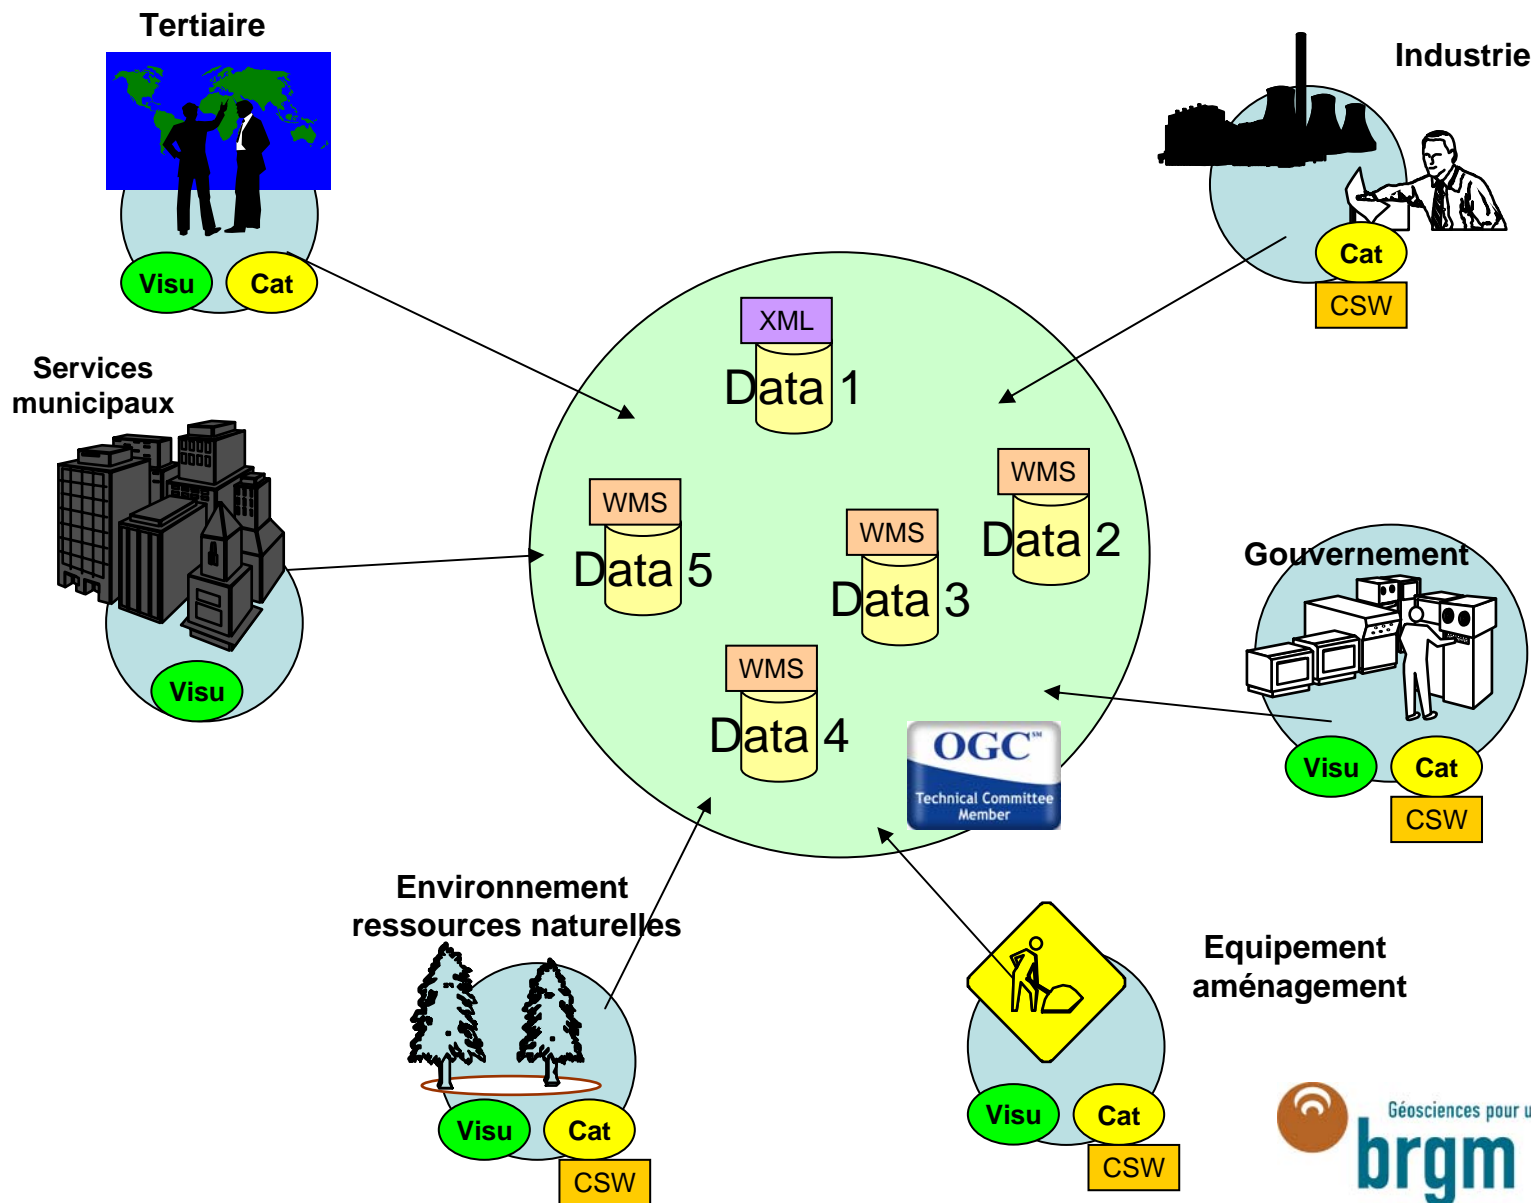 Tertiaire
Visu
Cat
Industrie
Cat
CSW
Services
municipaux
Visu
XML
Data 1
WMS
Data 2
WMS
Data 3
WMS
Data 5
WMS
Data 4
OGC SM
Technical Committee
Member
Gouvernement
Visu
Cat
CSW
Environnement
ressources naturelles
Visu
Cat
CSW
Equipement
aménagement
Visu
Cat
CSW
Géosciences pour u
brgm